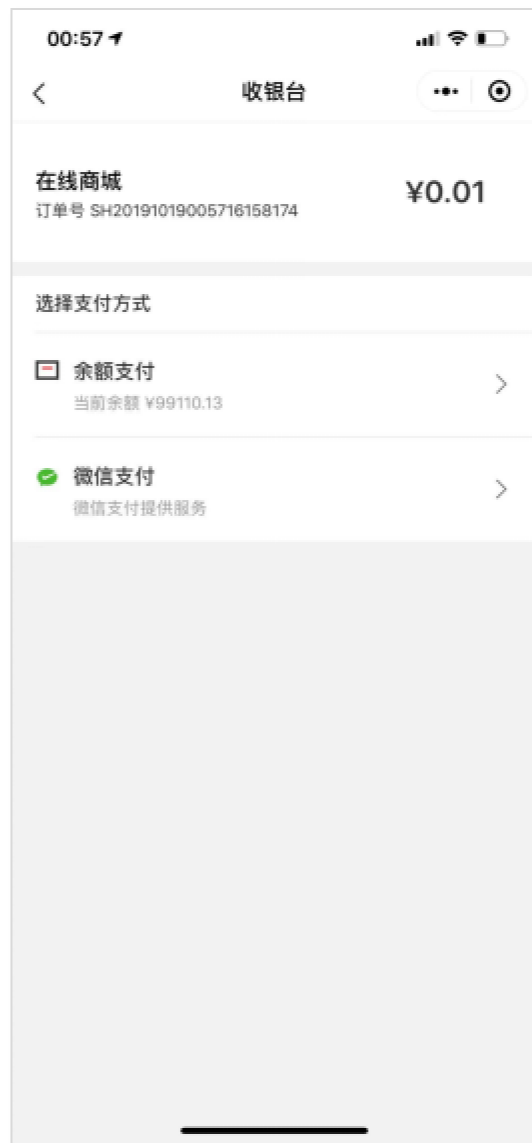 00:57
收银台
在线商城
¥0.01
订单号 SH20191019005716158174
选择支付方式
余额支付
当前余额 ¥99110.13
微信支付
微信支付提供服务